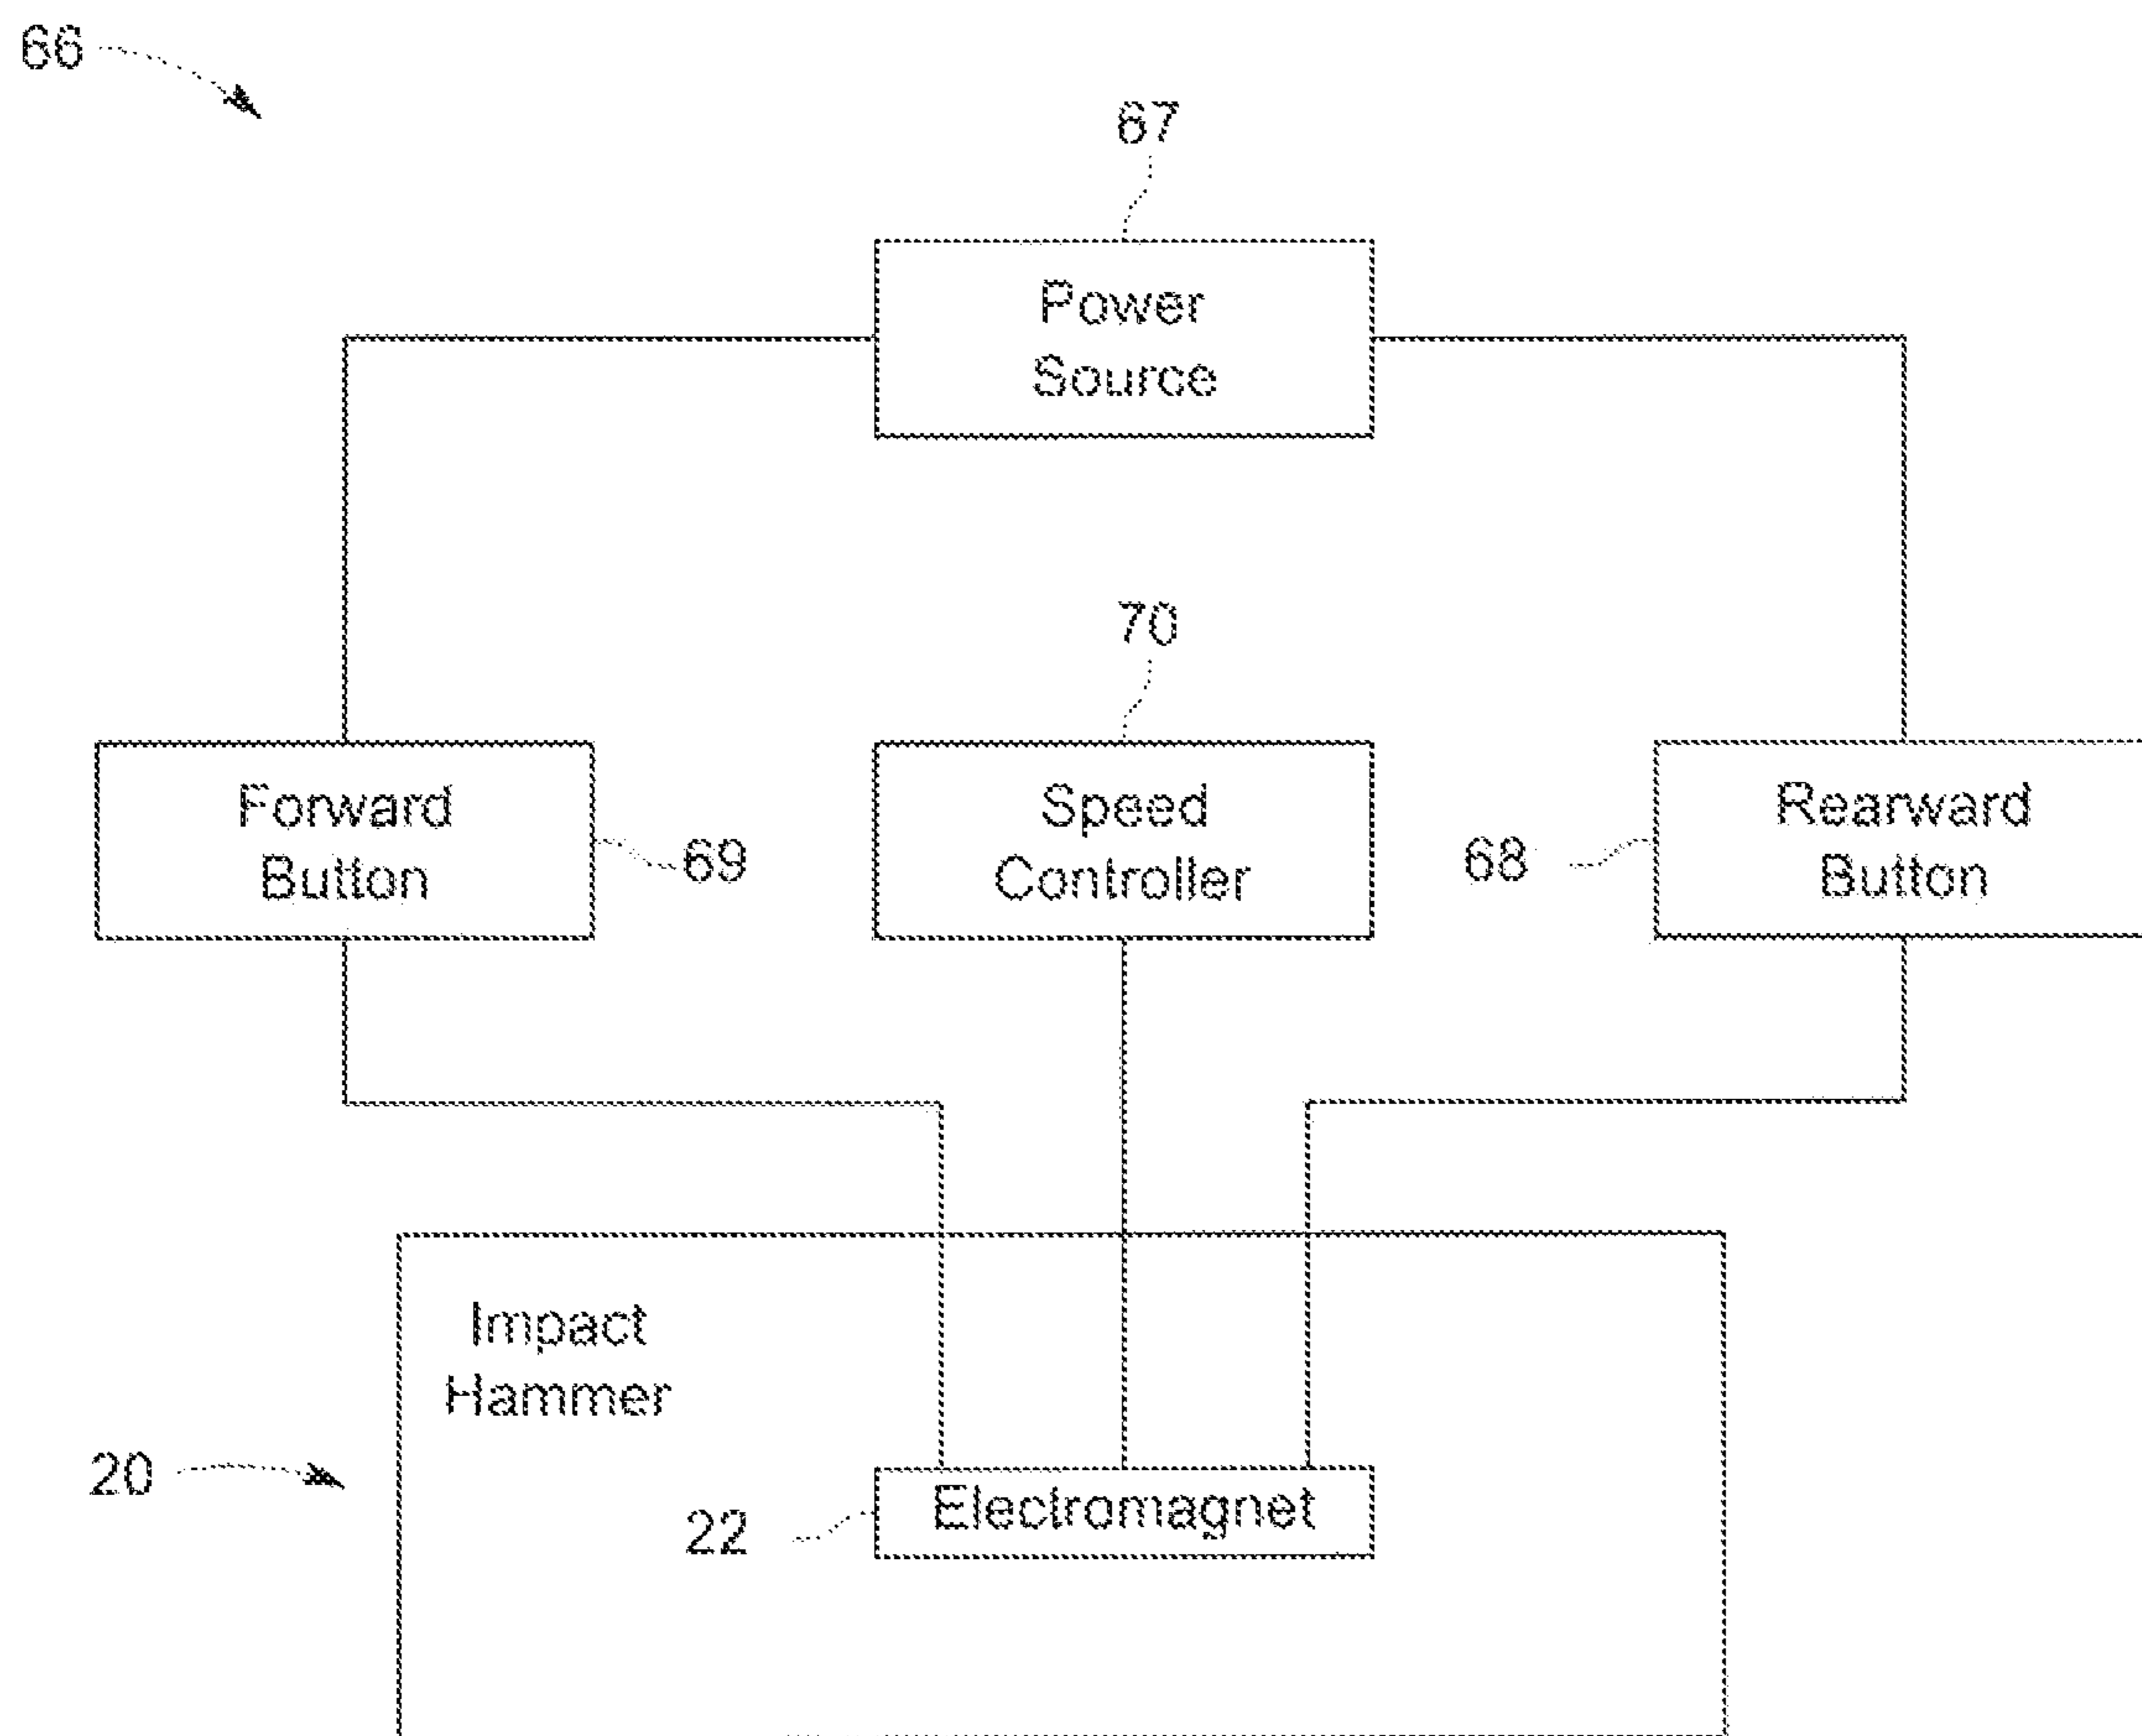 66
67
Power
Source
70
Forward
Button
69
Speed
Controller
68
Rearward
Button
Impact
Hammer
20
22
Electromagnet